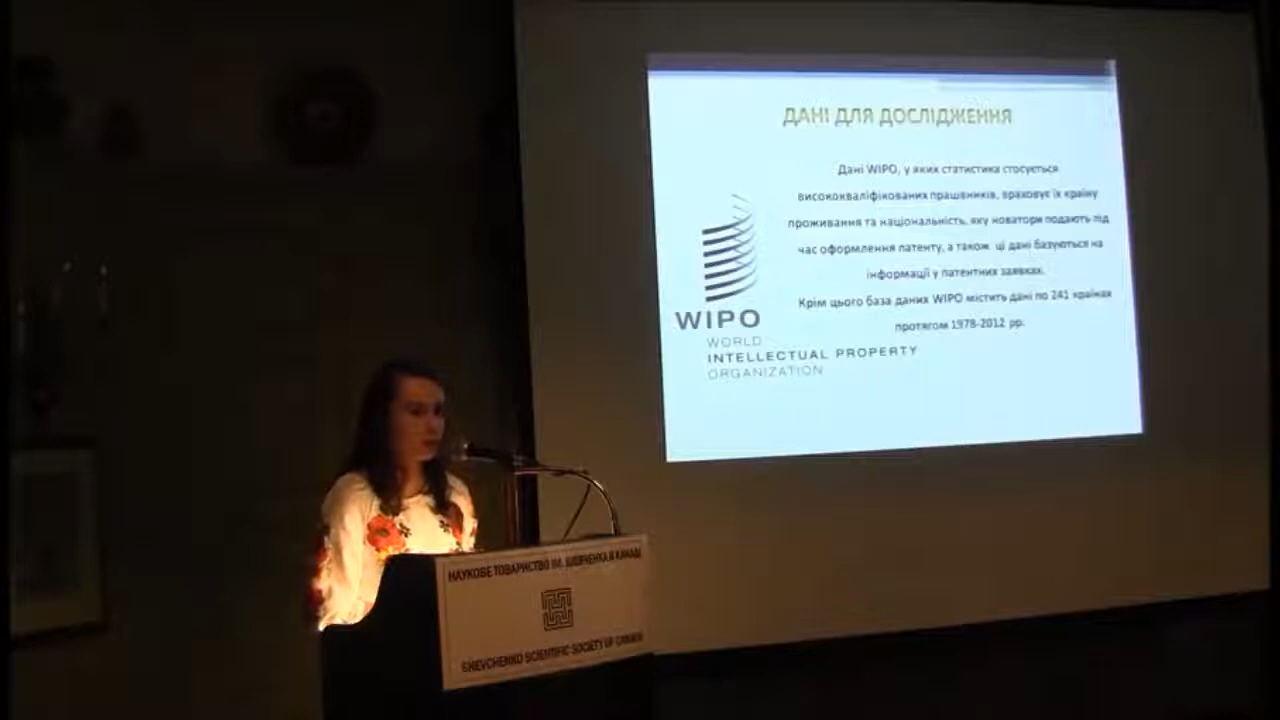 ДАНІ ДЛЯ ДОСЛІДЖЕННЯ
Дані WIPO, у яких статистика стосується
висококваліфікованих працівників, враховує їх країну
проживання та національність, яку новатори подають під
час оформлення патенту, а також ці дані базуються на
інформації у патентних заявках.
Крім цього база даних WIPO містить дані по 241 країнах
протягом 1978-2012 рр.
WIPO
WORLD
INTELLECTUAL PROPERTY
ORGANIZATION
НАУКОВЕ ТОВАРИСТВО ІМ. ШЕВЧЕНКА В КАНАДІ
SHEVCHENKO SCIENTIFIC SOCIETY OF CANADA